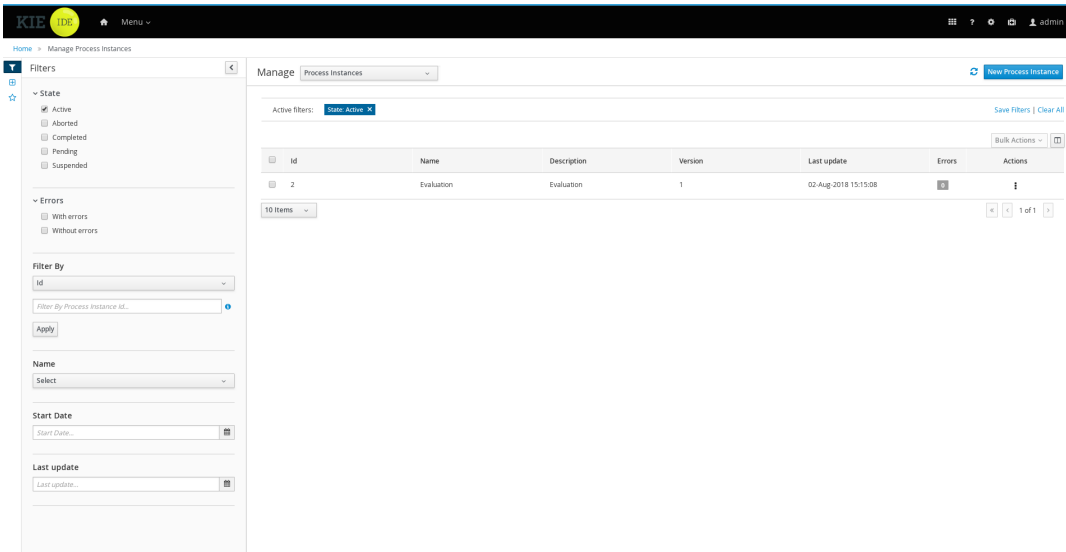 KIE IDE Menu ? admin
Home » Manage Process Instances
Filters
State
Active
Aborted
Completed
Pending
Suspended
Errors
With errors
Without errors
Filter By
Id
Filter By Process Instance Id...
Apply
Name
Select
Start Date
Start Date...
Last update
Last update...
Manage Process Instances New Process Instance
Active filters: State: Active × Save Filters | Clear All
Bulk Actions
Id Name Description Version Last update Errors Actions
2 Evaluation Evaluation 1 02-Aug-2018 15:15:08 0
10 Items « < 1 of 1 >